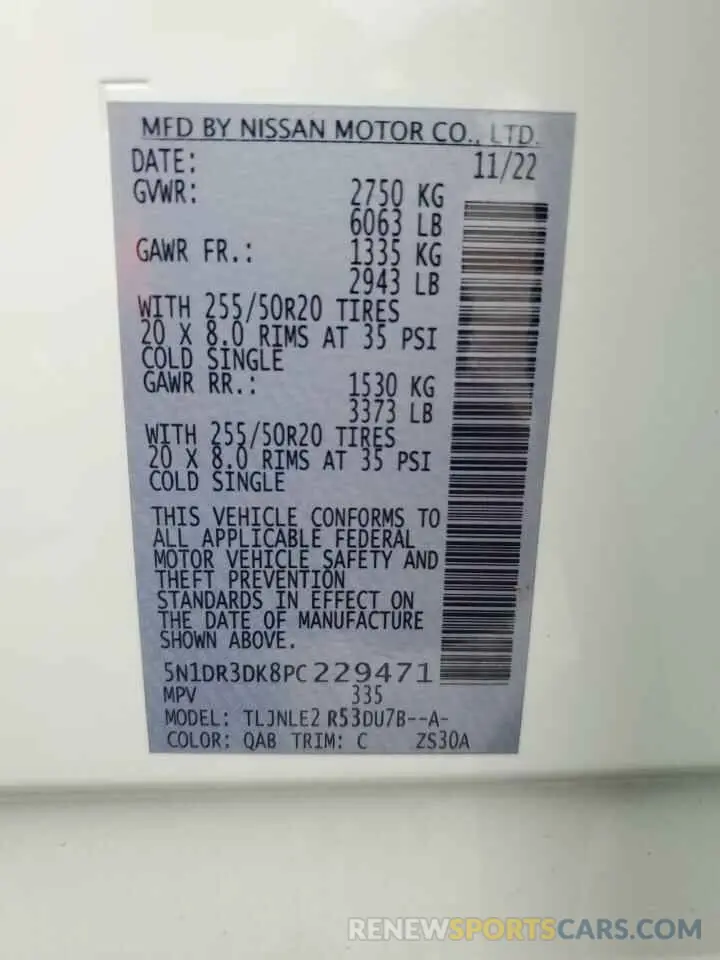 MFD BY NISSAN MOTOR CO., LTD.
DATE: 11/22
GVWR: 2750 KG
6063 LB
GAWR FR.: 1335 KG
2943 LB
WITH 255/50R20 TIRES
20 X 8.0 RIMS AT 35 PSI
COLD SINGLE
GAWR RR.: 1530 KG
3373 LB
WITH 255/50R20 TIRES
20 X 8.0 RIMS AT 35 PSI
COLD SINGLE
THIS VEHICLE CONFORMS TO
ALL APPLICABLE FEDERAL
MOTOR VEHICLE SAFETY AND
THEFT PREVENTION
STANDARDS IN EFFECT ON
THE DATE OF MANUFACTURE
SHOWN ABOVE.
5N1DR3DK8PC229471
MPV 335
MODEL: TLJNLE2 R53DU7B--A-
COLOR: QAB TRIM: C ZS30A
RENEWSPORTSCARS.COM